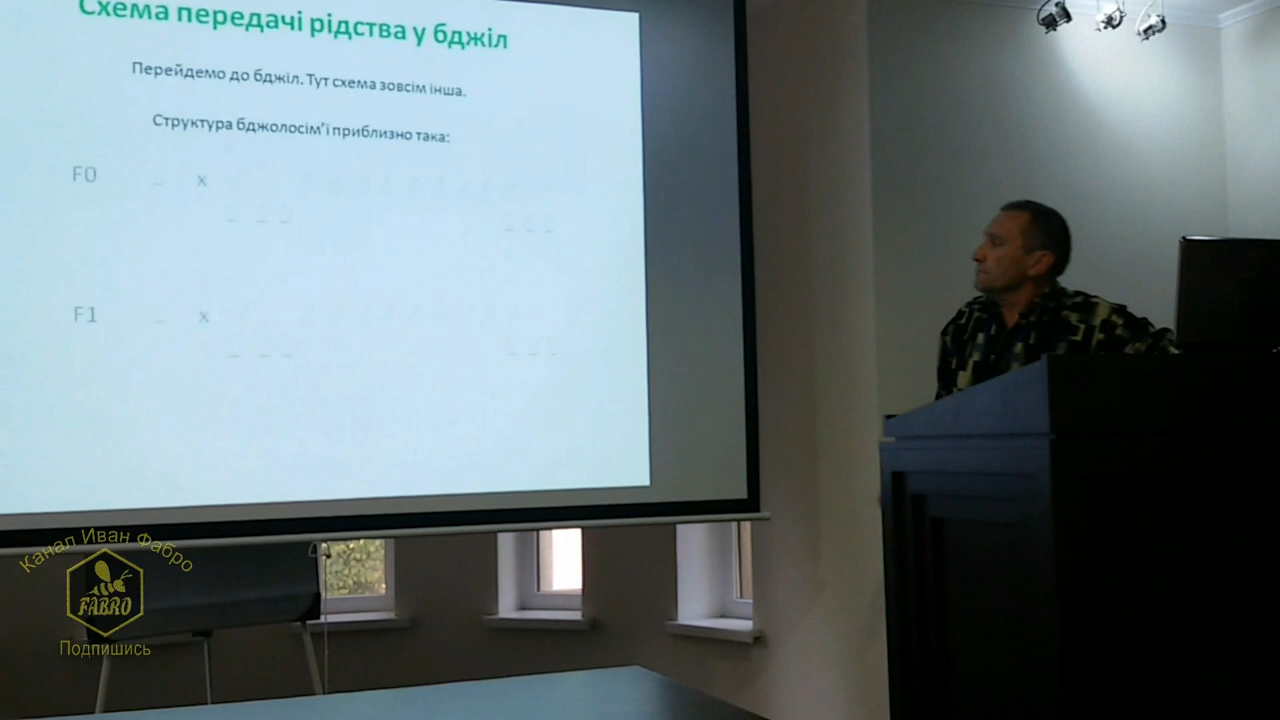 Схема передачі рідства у бджіл
Перейдемо до бджіл. Тут схема зовсім інша.
Структура бджолосім'ї приблизно така:
F0 x
F1 x
Канал Иван Фабро
FABRO
Подпишись